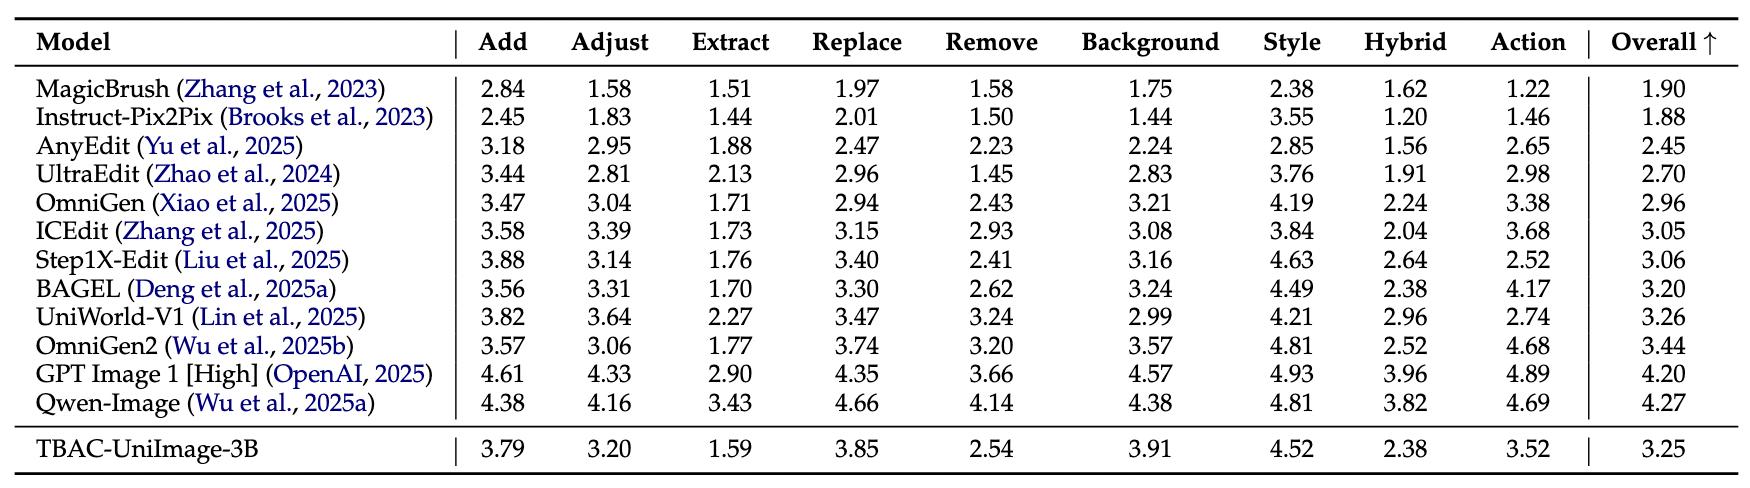 Model Add Adjust Extract Replace Remove Background Style Hybrid Action Overall ↑
MagicBrush (Zhang et al., 2023) 2.84 1.58 1.51 1.97 1.58 1.75 2.38 1.62 1.22 1.90
Instruct-Pix2Pix (Brooks et al., 2023) 2.45 1.83 1.44 2.01 1.50 1.44 3.55 1.20 1.46 1.88
AnyEdit (Yu et al., 2025) 3.18 2.95 1.88 2.47 2.23 2.24 2.85 1.56 2.65 2.45
UltraEdit (Zhao et al., 2024) 3.44 2.81 2.13 2.96 1.45 2.83 3.76 1.91 2.98 2.70
OmniGen (Xiao et al., 2025) 3.47 3.04 1.71 2.94 2.43 3.21 4.19 2.24 3.38 2.96
ICEdit (Zhang et al., 2025) 3.58 3.39 1.73 3.15 2.93 3.08 3.84 2.04 3.68 3.05
Step1X-Edit (Liu et al., 2025) 3.88 3.14 1.76 3.40 2.41 3.16 4.63 2.64 2.52 3.06
BAGEL (Deng et al., 2025a) 3.56 3.31 1.70 3.30 2.62 3.24 4.49 2.38 4.17 3.20
UniWorld-V1 (Lin et al., 2025) 3.82 3.64 2.27 3.47 3.24 2.99 4.21 2.96 2.74 3.26
OmniGen2 (Wu et al., 2025b) 3.57 3.06 1.77 3.74 3.20 3.57 4.81 2.52 4.68 3.44
GPT Image 1 [High] (OpenAI, 2025) 4.61 4.33 2.90 4.35 3.66 4.57 4.93 3.96 4.89 4.20
Qwen-Image (Wu et al., 2025a) 4.38 4.16 3.43 4.66 4.14 4.38 4.81 3.82 4.69 4.27
TBAC-UniImage-3B 3.79 3.20 1.59 3.85 2.54 3.91 4.52 2.38 3.52 3.25